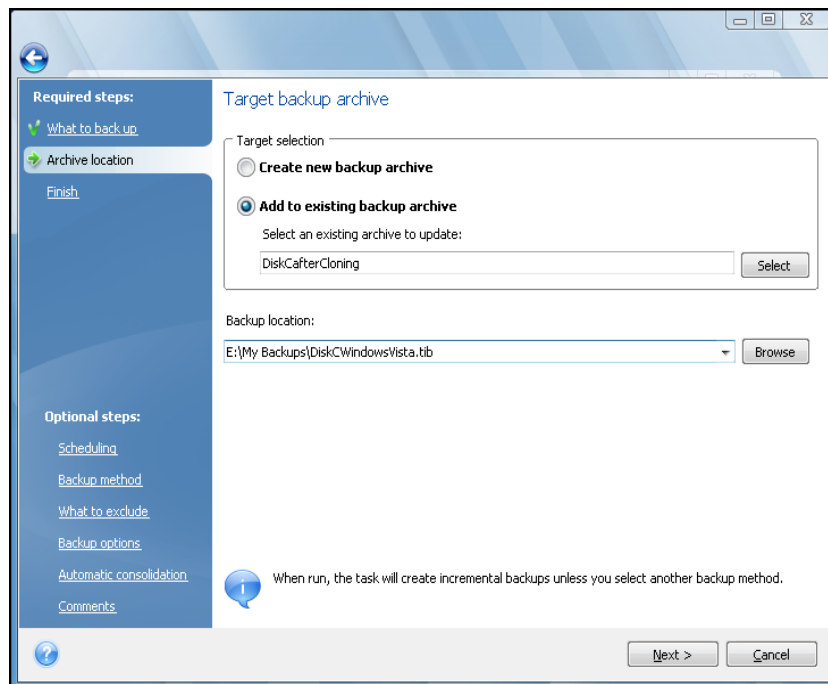 Required steps:
What to back up
Archive location
Finish
Optional steps:
Scheduling
Backup method
What to exclude
Backup options
Automatic consolidation
Comments
Target backup archive
Target selection
Create new backup archive
Add to existing backup archive
Select an existing archive to update:
DiskCafterCloning
Select
Backup location:
E:\My Backups\DiskCWindowsVista.tib
Browse
When run, the task will create incremental backups unless you select another backup method.
Next >
Cancel